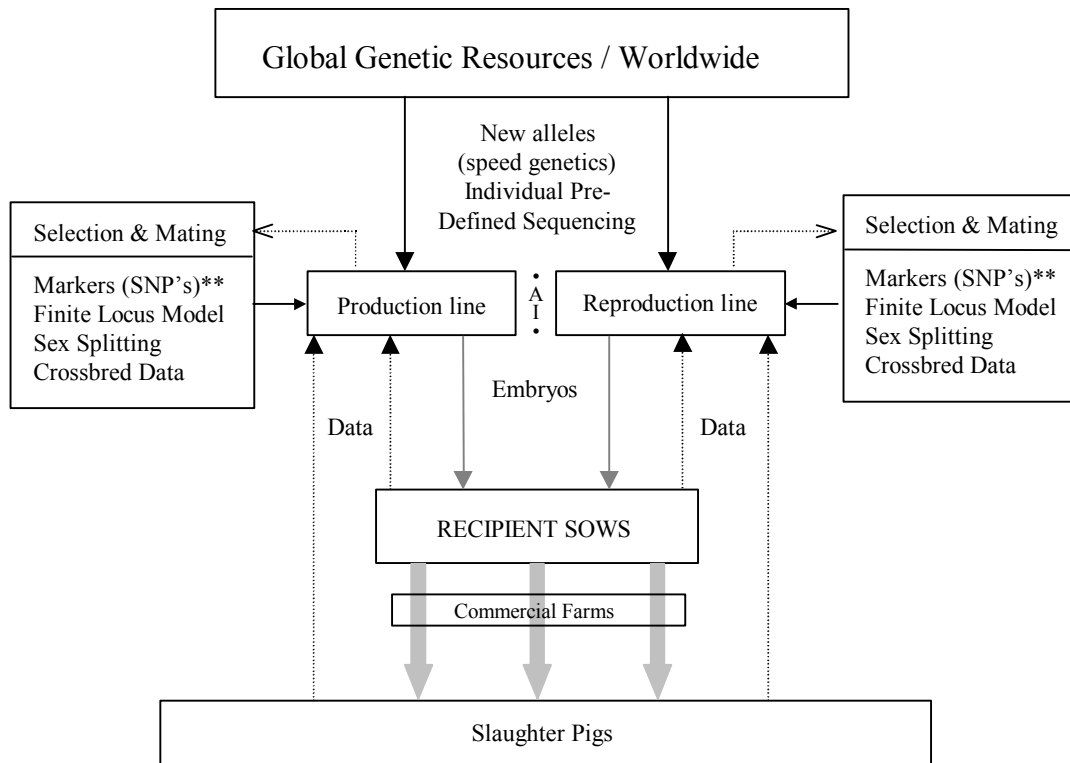 Global Genetic Resources / Worldwide
New alleles
(speed genetics)
Individual Pre-
Defined Sequencing
Selection & Mating
Markers (SNP's)**
Finite Locus Model
Sex Splitting
Crossbred Data
Selection & Mating
Markers (SNP's)**
Finite Locus Model
Sex Splitting
Crossbred Data
Production line
• AI •
Reproduction line
Embryos
Data
Data
RECIPIENT SOWS
Commercial Farms
Slaughter Pigs